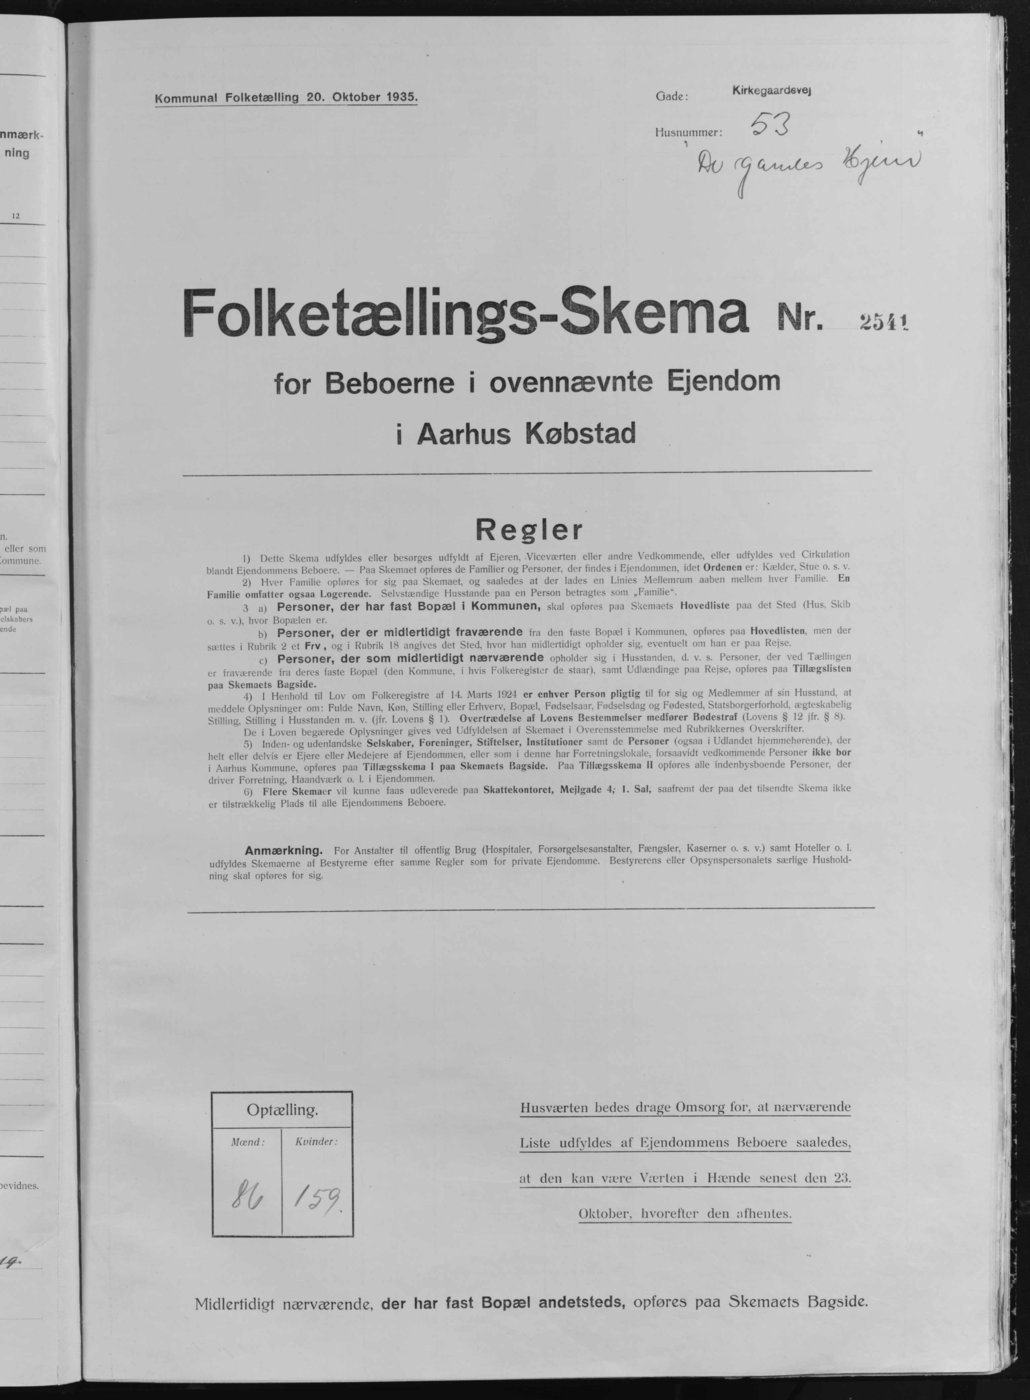 nmærk-
ning
12
n.
eller som
Kommune.
pæl paa
elskabers
ende
bevidnes.
19-
Kommunal Folketælling 20. Oktober 1935.
Gade: Kirkegaardsvej
Husnummer: 53
"De gamles Hjem"
Folketællings-Skema Nr. 2541
for Beboerne i ovennævnte Ejendom
i Aarhus Købstad
Regler
1) Dette Skema udfyldes eller besørges udfyldt af Ejeren, Viceværten eller andre Vedkommende, eller udfyldes ved Cirkulation
blandt Ejendommens Beboere. — Paa Skemaet opføres de Familier og Personer, der findes i Ejendommen, idet Ordenen er: Kælder, Stue o. s. v.
2) Hver Familie opføres for sig paa Skemaet, og saaledes at der lades en Linies Mellemrum aaben mellem hver Familie. En
Familie omfatter ogsaa Logerende. Selvstændige Husstande paa en Person betragtes som „Familie“.
3 a) Personer, der har fast Bopæl i Kommunen, skal opføres paa Skemaets Hovedliste paa det Sted (Hus, Skib
o. s. v.), hvor Bopælen er.
b) Personer, der er midlertidigt fraværende fra den faste Bopæl i Kommunen, opføres paa Hovedlisten, men der
sættes i Rubrik 2 et Frv, og i Rubrik 18 angives det Sted, hvor han midlertidigt opholder sig, eventuelt om han er paa Rejse.
c) Personer, der som midlertidigt nærværende opholder sig i Husstanden, d. v. s. Personer, der ved Tællingen
er fraværende fra deres faste Bopæl (den Kommune, i hvis Folkeregister de staar), samt Udlændinge paa Rejse, opføres paa Tillægslisten
paa Skemaets Bagside.
4) I Henhold til Lov om Folkeregistre af 14. Marts 1924 er enhver Person pligtig til for sig og Medlemmer af sin Husstand, at
meddele Oplysninger om: Fulde Navn, Køn, Stilling eller Erhverv, Bopæl, Fødselsaar, Fødselsdag og Fødested, Statsborgerforhold, ægteskabelig
Stilling, Stilling i Husstanden m. v. (jfr. Lovens § 1). Overtrædelse af Lovens Bestemmelser medfører Bødestraf (Lovens § 12 jfr. § 8).
De i Loven begærede Oplysninger gives ved Udfyldelsen af Skemaet i Overensstemmelse med Rubrikkernes Overskrifter.
5) Inden- og udenlandske Selskaber, Foreninger, Stiftelser, Institutioner samt de Personer (ogsaa i Udlandet hjemmehørende), der
helt eller delvis er Ejere eller Medejere af Ejendommen, eller som i denne har Forretningslokale, forsaavidt vedkommende Personer ikke bor
i Aarhus Kommune, opføres paa Tillægsskema I paa Skemaets Bagside. Paa Tillægsskema II opføres alle indenbysboende Personer, der
driver Forretning, Haandværk o. l. i Ejendommen.
6) Flere Skemaer vil kunne faas udleverede paa Skattekontoret, Mejlgade 4, 1. Sal, saafremt der paa det tilsendte Skema ikke
er tilstrækkelig Plads til alle Ejendommens Beboere.
Anmærkning. For Anstalter til offentlig Brug (Hospitaler, Forsørgelsesanstalter, Fængsler, Kaserner o. s. v.) samt Hoteller o. l.
udfyldes Skemaerne af Bestyrerne efter samme Regler som for private Ejendomme. Bestyrerens eller Opsynspersonalets særlige Hushold-
ning skal opføres for sig.
Optælling.
Mænd: Kvinder:
86 159.
Husværten bedes drage Omsorg for, at nærværende
Liste udfyldes af Ejendommens Beboere saaledes,
at den kan være Værten i Hænde senest den 23.
Oktober, hvorefter den afhentes.
Midlertidigt nærværende, der har fast Bopæl andetsteds, opføres paa Skemaets Bagside.